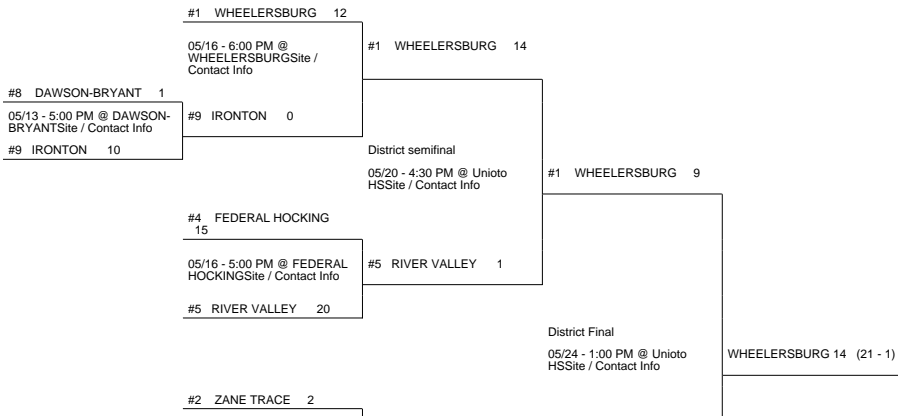 #1 WHEELERSBURG 12
05/16 - 6:00 PM @
WHEELERSBURGSite /
Contact Info
#1 WHEELERSBURG 14
#8 DAWSON-BRYANT 1
05/13 - 5:00 PM @ DAWSON-
BRYANTSite / Contact Info
#9 IRONTON 0
#9 IRONTON 10
District semifinal
05/20 - 4:30 PM @ Unioto
HSSite / Contact Info
#1 WHEELERSBURG 9
#4 FEDERAL HOCKING
15
05/16 - 5:00 PM @ FEDERAL
HOCKINGSite / Contact Info
#5 RIVER VALLEY 1
#5 RIVER VALLEY 20
District Final
05/24 - 1:00 PM @ Unioto
HSSite / Contact Info
WHEELERSBURG 14 (21 - 1)
#2 ZANE TRACE 2